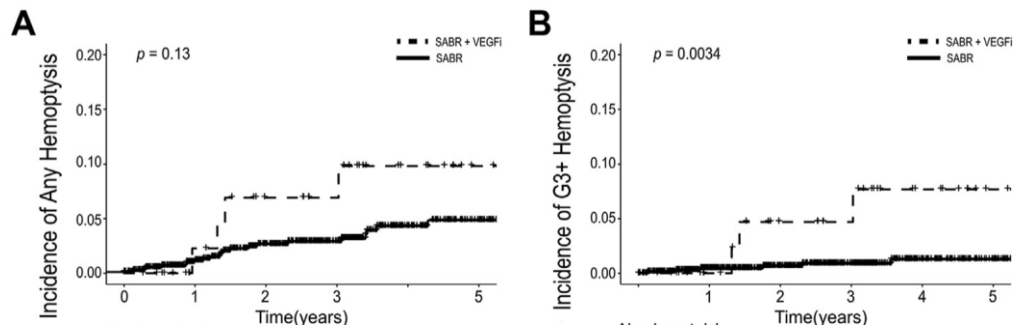 A
B
p = 0.13
SABR + VEGFi
SABR
p = 0.0034
SABR + VEGFi
SABR
Incidence of Any Hemoptysis
0.20
0.15
0.10
0.05
0.00
0 1 2 3 5
Time(years)
Incidence of G3+ Hemoptysis
0.20
0.15
0.10
0.05
0.00
1 2 3 4 5
Time(years)